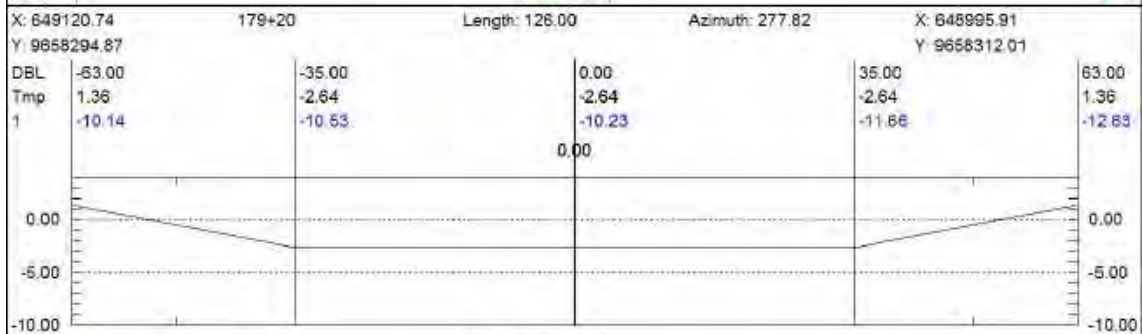 X: 649120.74 179+20 Length: 126.00 Azimuth: 277.82 X: 648995.91
Y: 9658294.87 Y: 9658312.01
DBL -63.00 -35.00 0.00 35.00 63.00
Tmp 1.36 -2.64 -2.64 -2.64 1.36
1 -10.14 -10.53 -10.23 -11.66 -12.63
0.00
0.00 0.00
-5.00 -5.00
-10.00 -10.00